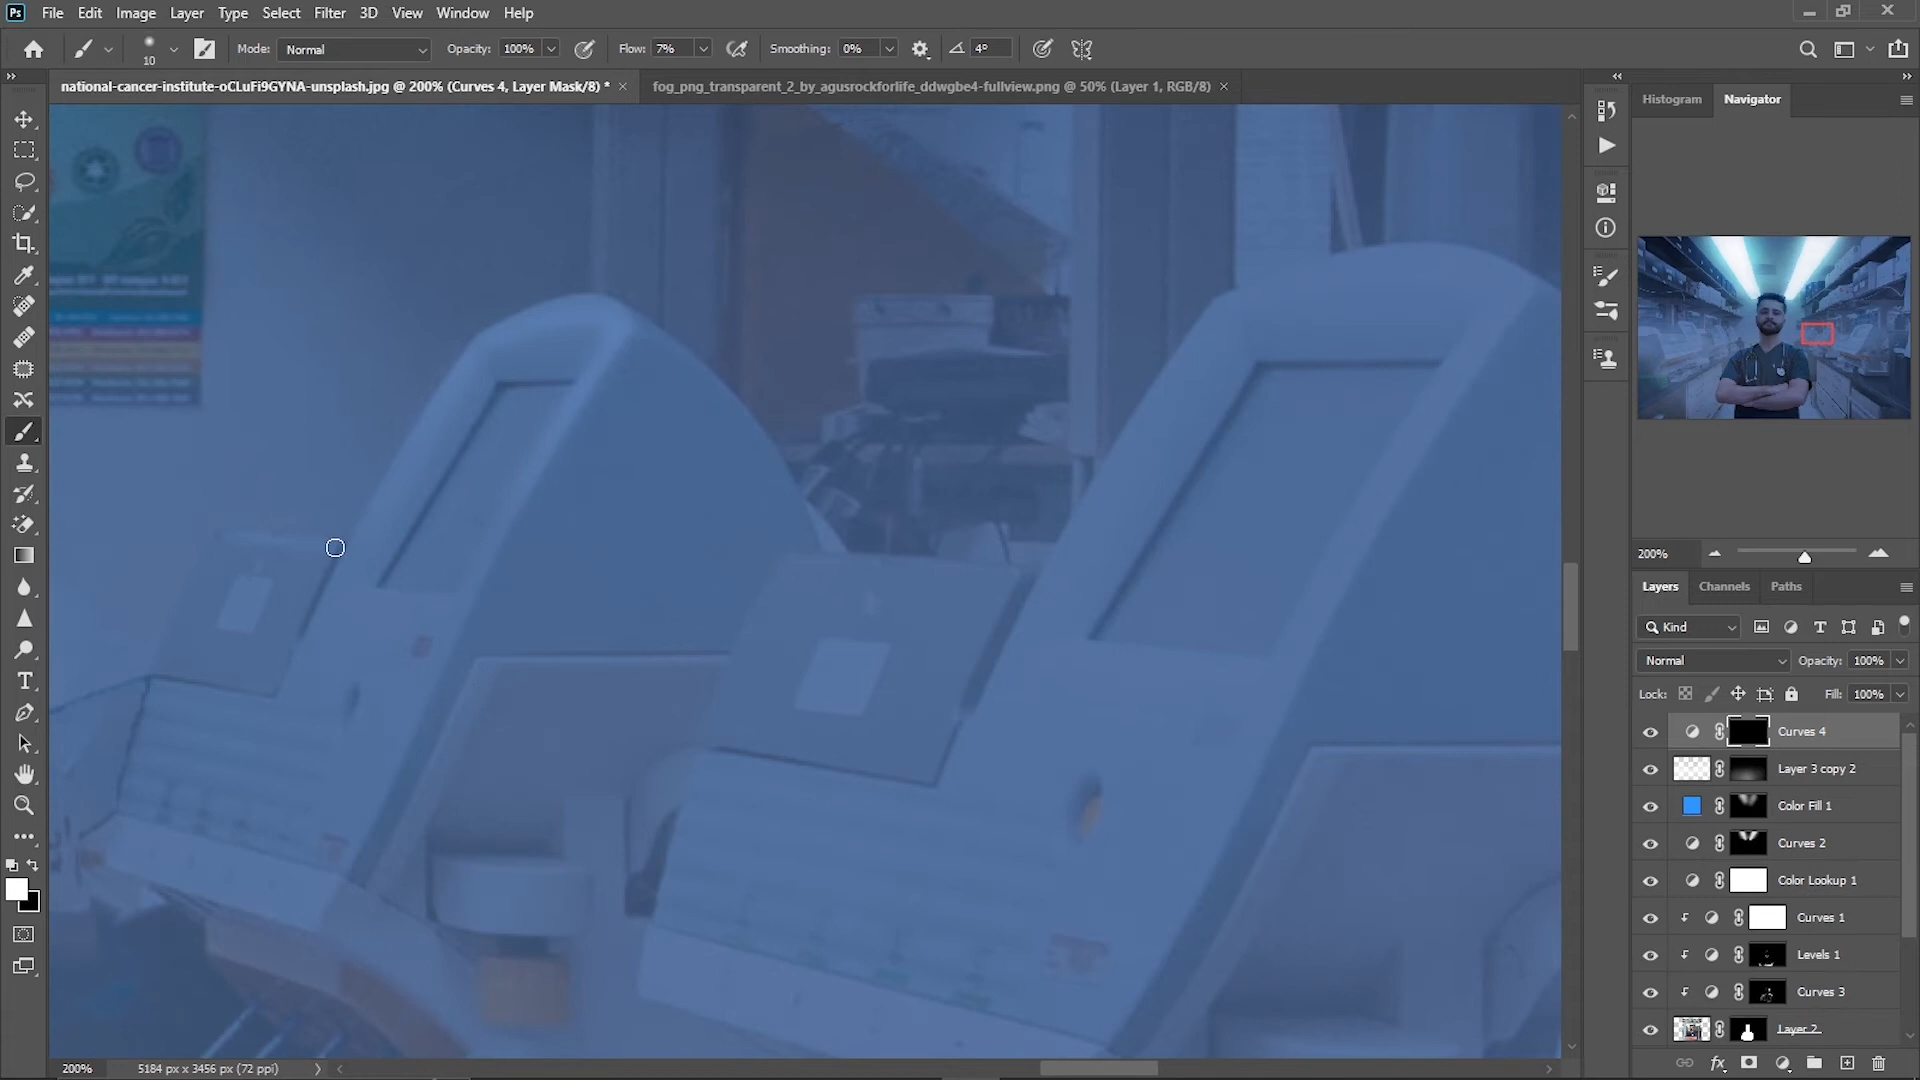 Ps File Edit Image Layer Type Select Filter 3D View Window Help
10 Mode: Normal Opacity: 100% Flow: 7% Smoothing: 0% 4°
national-cancer-institute-oCLuFi9GYNA-unsplash.jpg @ 200% (Curves 4, Layer Mask/8) * × fog_png_transparent_2_by_agusrockforlife_ddwgbe4-fullview.png @ 50% (Layer 1, RGB/8) ×
Histogram Navigator
200%
Layers Channels Paths
Kind
Normal Opacity: 100%
Lock: Fill: 100%
Curves 4
Layer 3 copy 2
Color Fill 1
Curves 2
Color Lookup 1
Curves 1
Levels 1
Curves 3
Layer 2
200% 5184 px x 3456 px (72 ppi)